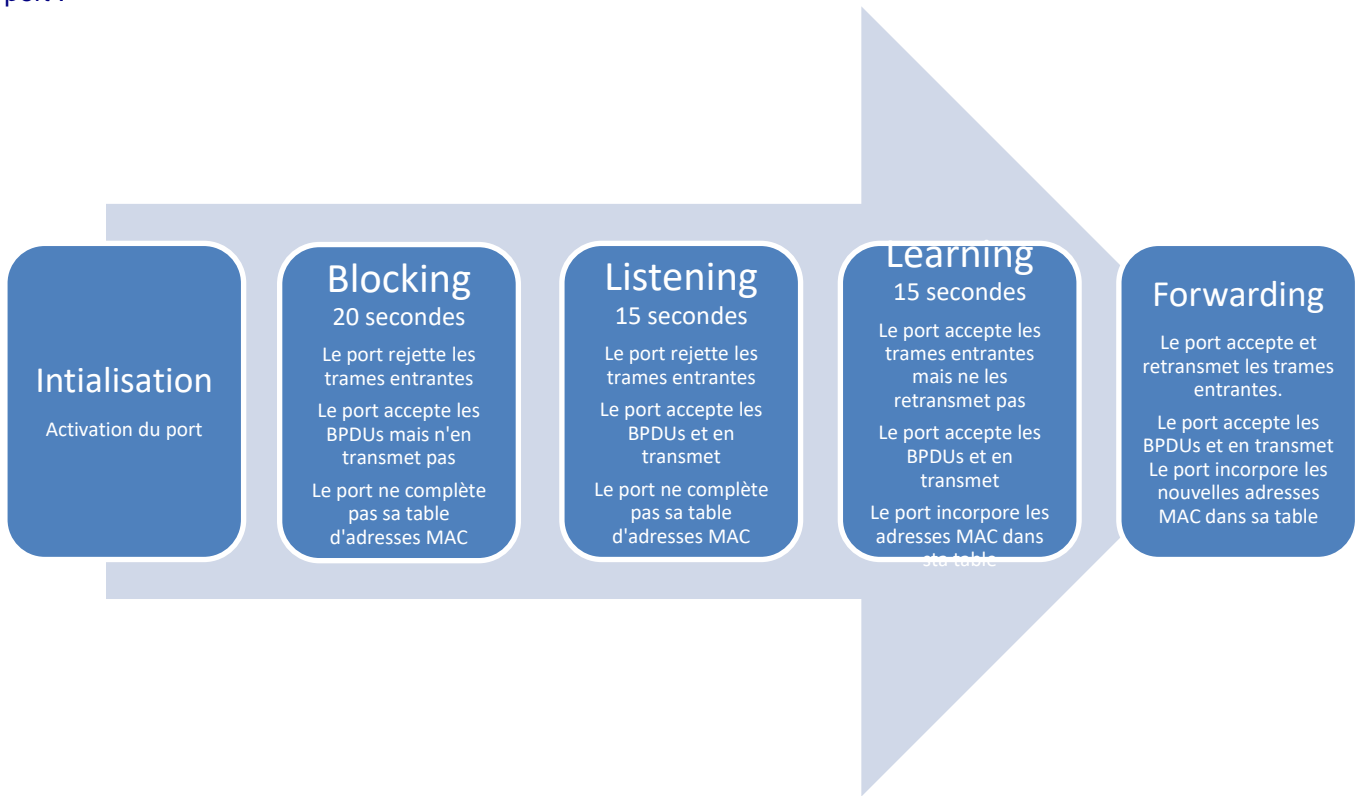 port :
Intialisation
Activation du port
Blocking
20 secondes
Le port rejette les
trames entrantes
Le port accepte les
BPDUs mais n'en
transmet pas
Le port ne complète
pas sa table
d'adresses MAC
Listening
15 secondes
Le port rejette les
trames entrantes
Le port accepte les
BPDUs et en
transmet
Le port ne complète
pas sa table
d'adresses MAC
Learning
15 secondes
Le port accepte les
trames entrantes
mais ne les
retransmet pas
Le port accepte les
BPDUs et en
transmet
Le port incorpore les
adresses MAC dans
sta table
Forwarding
Le port accepte et
retransmet les trames
entrantes.
Le port accepte les
BPDUs et en transmet
Le port incorpore les
nouvelles adresses
MAC dans sa table